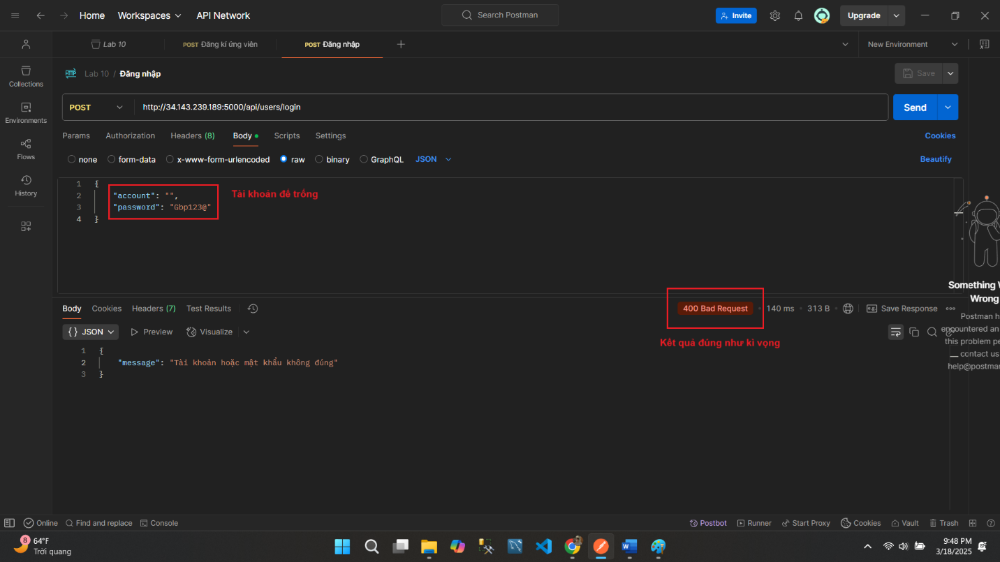 Home Workspaces API Network Search Postman Invite Upgrade
Lab 10 POST Đăng kí ứng viên POST Đăng nhập New Environment
HTTP Lab 10 / Đăng nhập Save
Collections
Environments
Flows
History
POST http://34.143.239.189:5000/api/users/login Send
Params Authorization Headers (8) Body Scripts Settings Cookies
none form-data x-www-form-urlencoded raw binary GraphQL JSON Beautify
1 {
2 "account": "",
3 "password": "Gbp123@"
4 }
Tài khoản để trống
Something W
Wrong
Postman h
encountered an
this problem pe
contact us
help@postman
Body Cookies Headers (7) Test Results 400 Bad Request 140 ms 313 B e.g. Save Response
{} JSON Preview Visualize
Kết quả đúng như kì vọng
1 {
2 "message": "Tài khoản hoặc mật khẩu không đúng"
3 }
Online Find and replace Console Postbot Runner Start Proxy Cookies Vault Trash
8 64°F
Trời quang
9:48 PM
3/18/2025